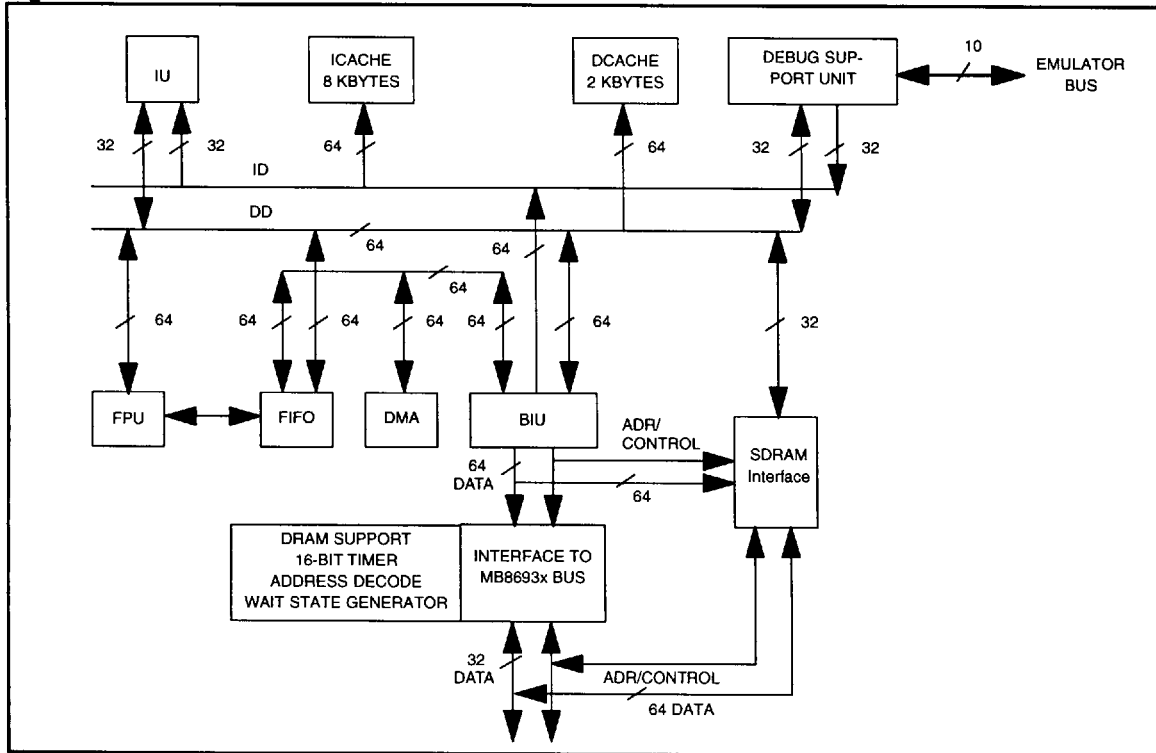 IU
ICACHE
8 KBYTES
DCACHE
2 KBYTES
DEBUG SUP-
PORT UNIT
10
EMULATOR
BUS
32
32
64
64
32
32
ID
DD
64
64
64
64
64
64
64
64
64
32
FPU
FIFO
DMA
BIU
ADR/
CONTROL
SDRAM
Interface
64
DATA
64
DRAM SUPPORT
16-BIT TIMER
ADDRESS DECODE
WAIT STATE GENERATOR
INTERFACE TO
MB8693x BUS
32
DATA
ADR/CONTROL
64 DATA